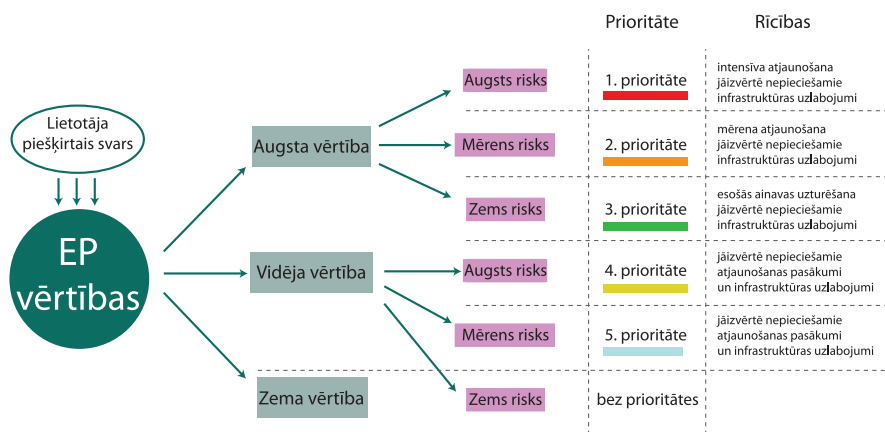 Prioritāte
Rīcības
Lietotāja
piešķirtais svars
EP
vērtības
Augsta vērtība
Vidēja vērtība
Zema vērtība
Augsts risks
1. prioritāte
intensīva atjaunošana
jāizvērtē nepieciešamie
infrastruktūras uzlabojumi
Mērens risks
2. prioritāte
mērena atjaunošana
jāizvērtē nepieciešamie
infrastruktūras uzlabojumi
Zems risks
3. prioritāte
esošās ainavas uzturēšana
jāizvērtē nepieciešamie
infrastruktūras uzlabojumi
Augsts risks
4. prioritāte
jāizvērtē nepieciešamie
atjaunošanas pasākumi
un infrastruktūras uzlabojumi
Mērens risks
5. prioritāte
jāizvērtē nepieciešamie
atjaunošanas pasākumi
un infrastruktūras uzlabojumi
Zems risks
bez prioritātes